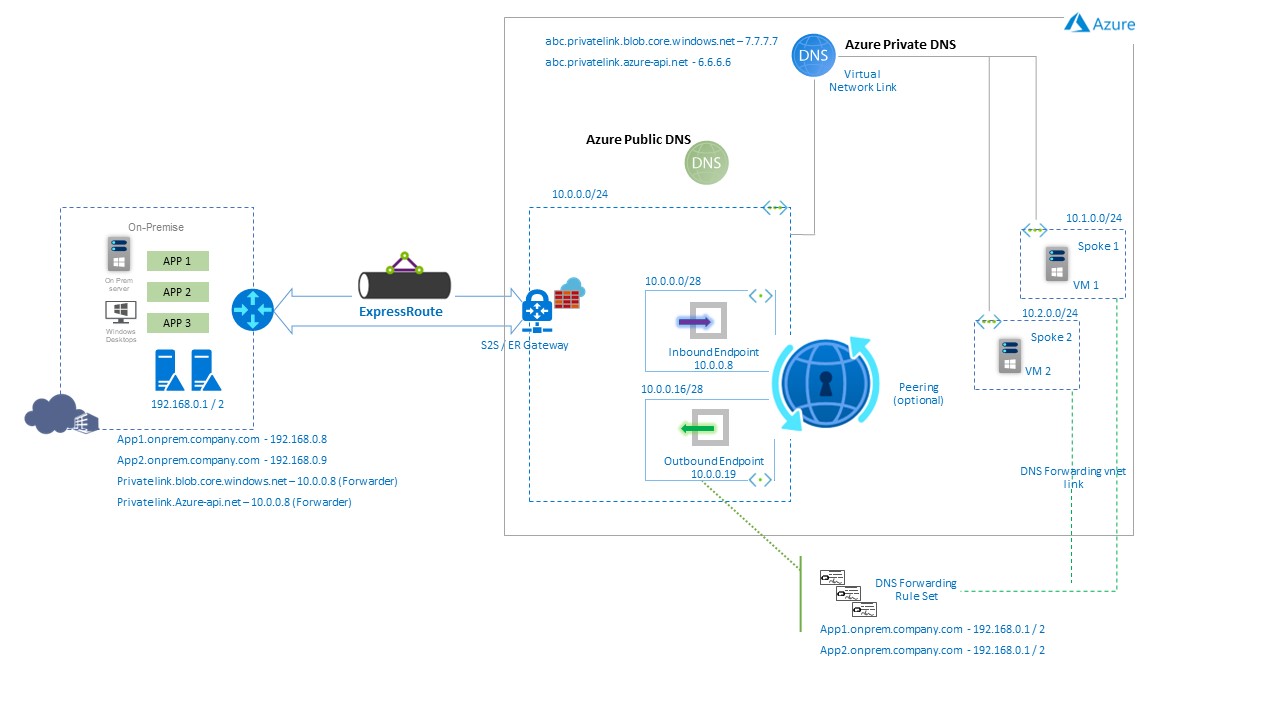 Azure
abc.privatelink.blob.core.windows.net – 7.7.7.7
abc.privatelink.azure-api.net - 6.6.6.6
DNS
Azure Private DNS
Virtual
Network Link
Azure Public DNS
DNS
10.0.0.0/24
On-Premise
On Prem
server
APP 1
APP 2
APP 3
Windows
Desktops
192.168.0.1 / 2
App1.onprem.company.com - 192.168.0.8
App2.onprem.company.com - 192.168.0.9
Privatelink.blob.core.windows.net – 10.0.0.8 (Forwarder)
Privatelink.Azure-api.net – 10.0.0.8 (Forwarder)
ExpressRoute
S2S / ER Gateway
10.0.0.0/28
Inbound Endpoint
10.0.0.8
10.0.0.16/28
Outbound Endpoint
10.0.0.19
Peering
(optional)
10.1.0.0/24
Spoke 1
VM 1
10.2.0.0/24
Spoke 2
VM 2
DNS Forwarding vnet
link
DNS Forwarding
Rule Set
App1.onprem.company.com - 192.168.0.1 / 2
App2.onprem.company.com - 192.168.0.1 / 2